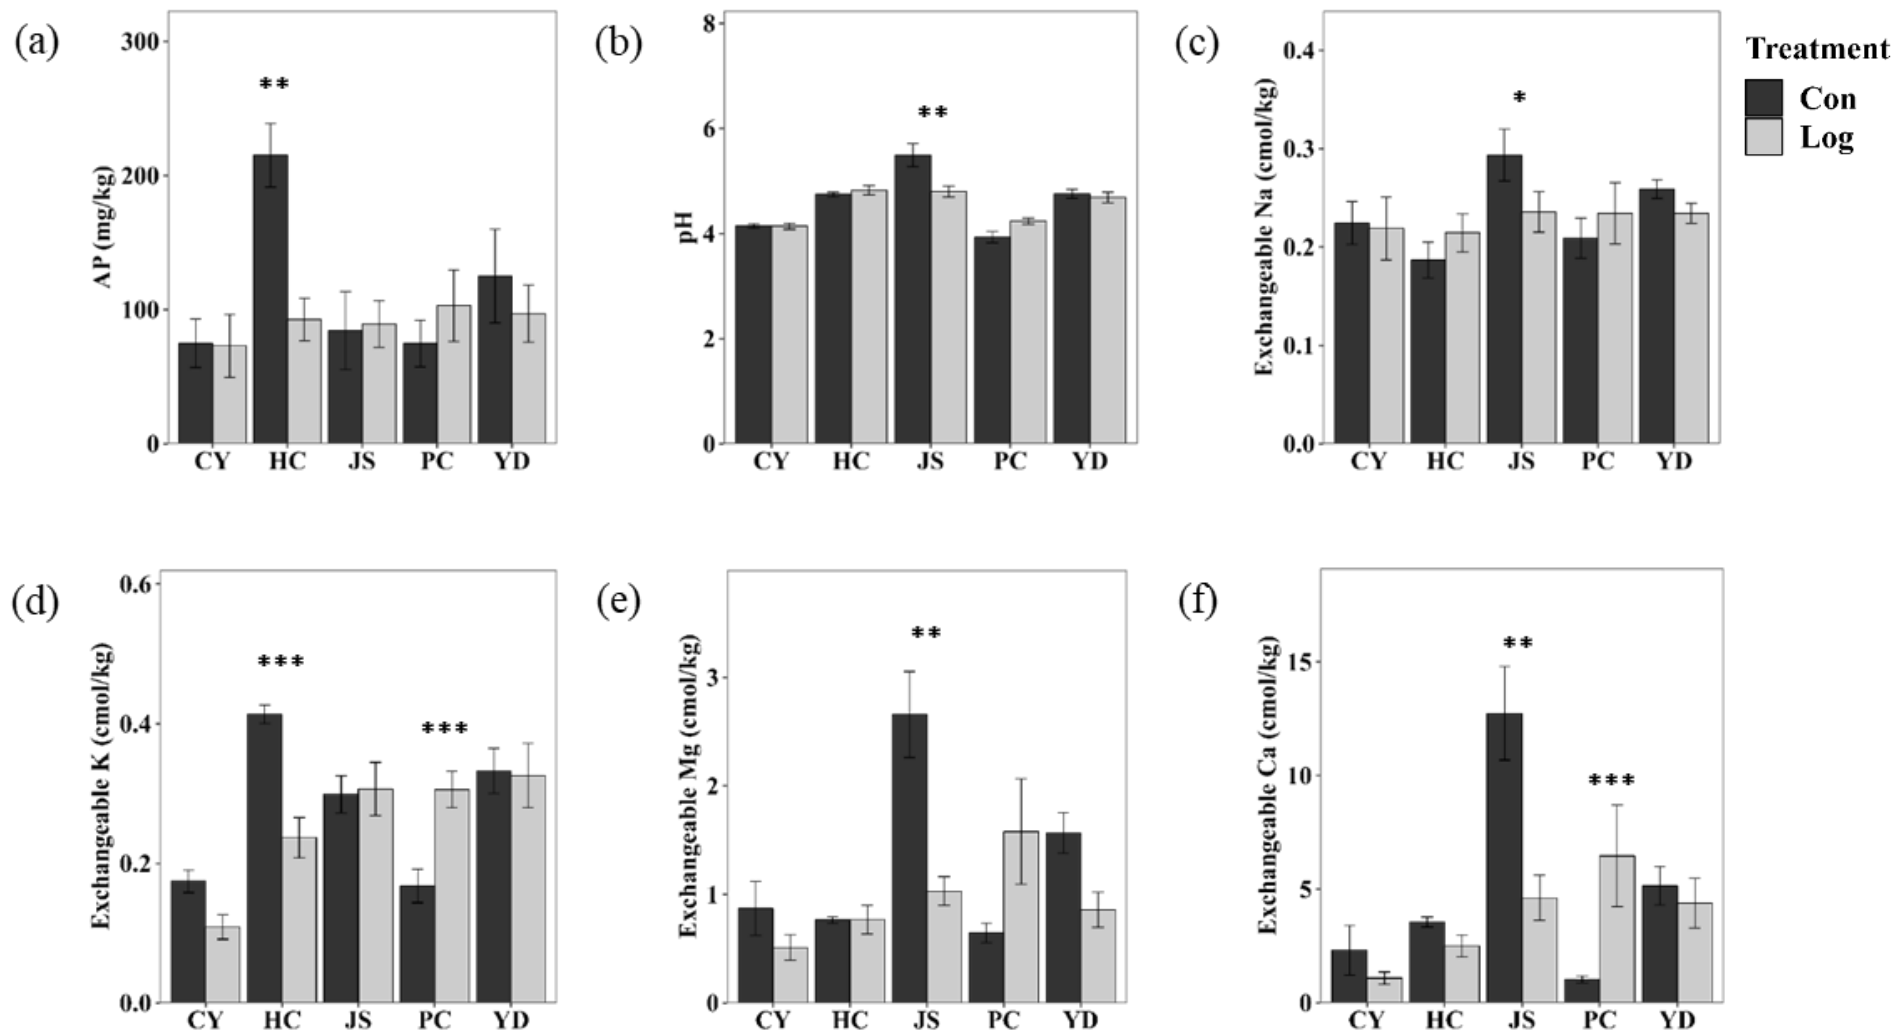 (a)
AP (mg/kg)
300
200
100
0
**
CY HC JS PC YD
(b)
pH
8
6
4
2
0
**
CY HC JS PC YD
(c)
Exchangeable Na (cmol/kg)
0.4
0.3
0.2
0.1
0.0
*
CY HC JS PC YD
Treatment
Con
Log
(d)
Exchangeable K (cmol/kg)
0.6
0.4
0.2
0.0
***
***
CY HC JS PC YD
(e)
Exchangeable Mg (cmol/kg)
3
2
1
0
**
CY HC JS PC YD
(f)
Exchangeable Ca (cmol/kg)
15
10
5
0
**
***
CY HC JS PC YD